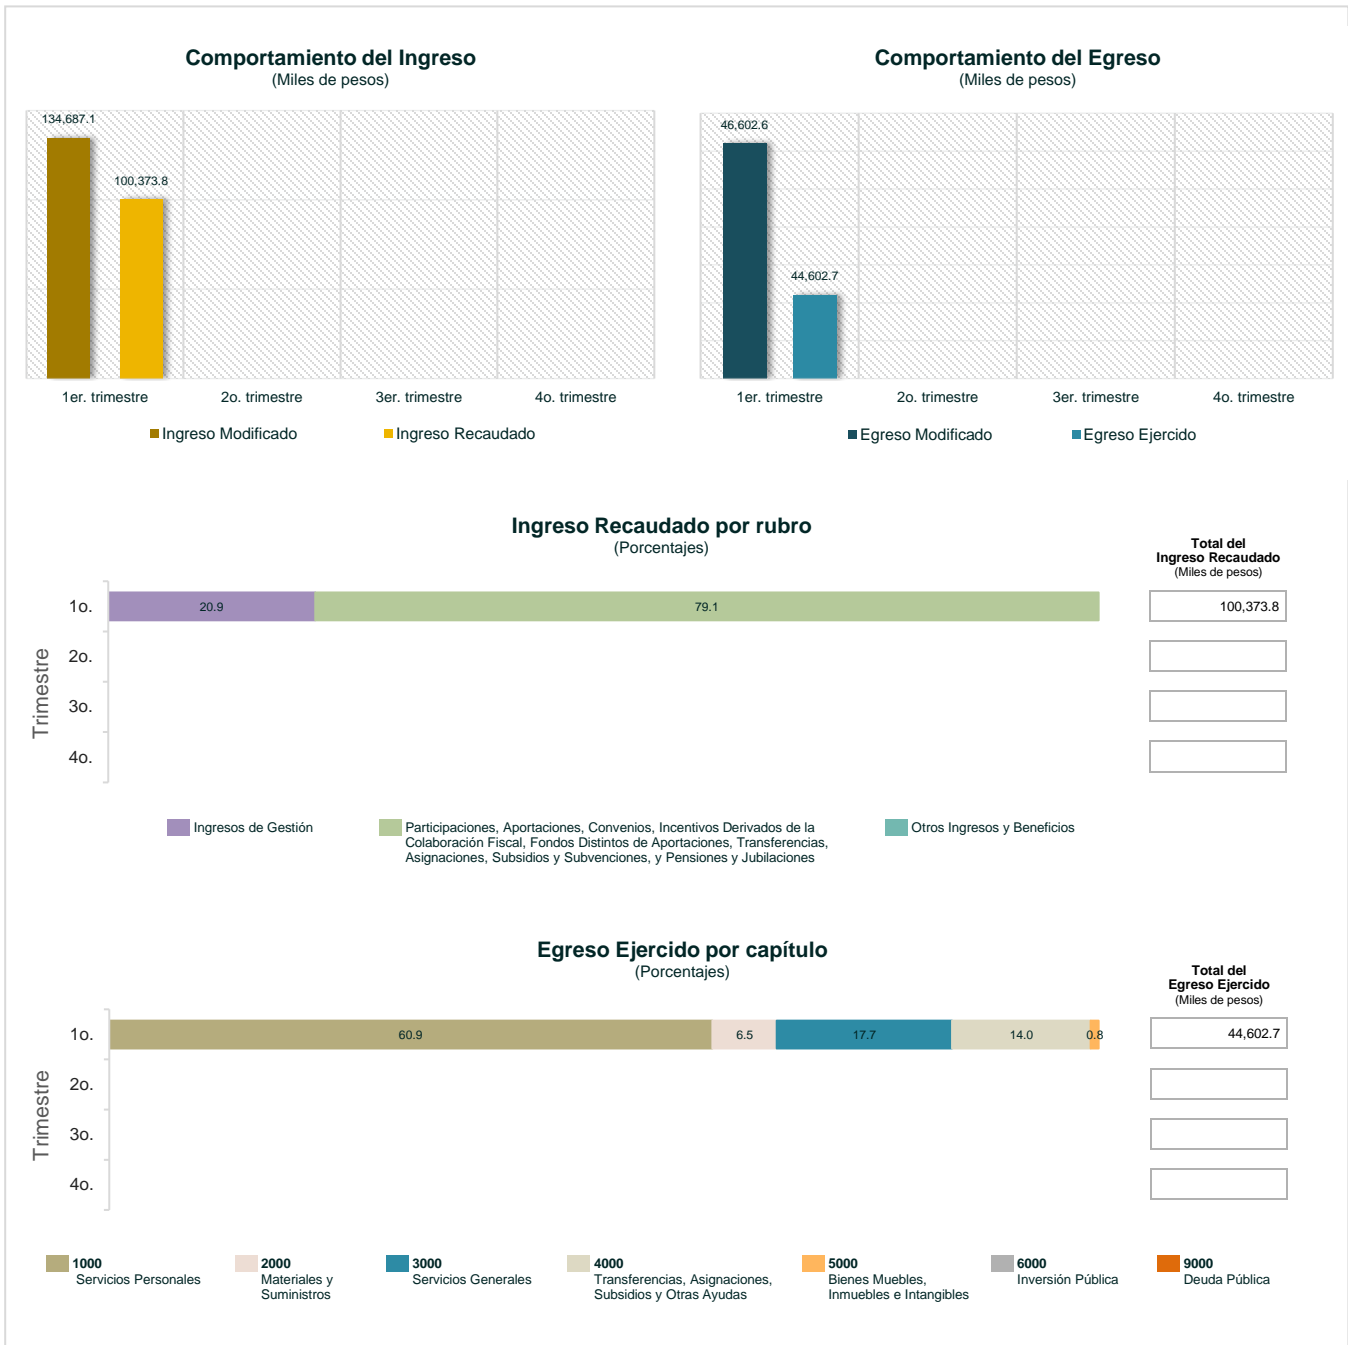 Comportamiento del Ingreso
(Miles de pesos)
134,687.1
100,373.8
1er. trimestre
2o. trimestre
3er. trimestre
4o. trimestre
Ingreso Modificado
Ingreso Recaudado
Comportamiento del Egreso
(Miles de pesos)
46,602.6
44,602.7
1er. trimestre
2o. trimestre
3er. trimestre
4o. trimestre
Egreso Modificado
Egreso Ejercido
Ingreso Recaudado por rubro
(Porcentajes)
Total del
Ingreso Recaudado
(Miles de pesos)
Trimestre
1o.
20.9
79.1
100,373.8
2o.
3o.
4o.
Ingresos de Gestión
Participaciones, Aportaciones, Convenios, Incentivos Derivados de la
Colaboración Fiscal, Fondos Distintos de Aportaciones, Transferencias,
Asignaciones, Subsidios y Subvenciones, y Pensiones y Jubilaciones
Otros Ingresos y Beneficios
Egreso Ejercido por capítulo
(Porcentajes)
Total del
Egreso Ejercido
(Miles de pesos)
Trimestre
1o.
60.9
6.5
17.7
14.0
0.8
44,602.7
2o.
3o.
4o.
1000
Servicios Personales
2000
Materiales y
Suministros
3000
Servicios Generales
4000
Transferencias, Asignaciones,
Subsidios y Otras Ayudas
5000
Bienes Muebles,
Inmuebles e Intangibles
6000
Inversión Pública
9000
Deuda Pública